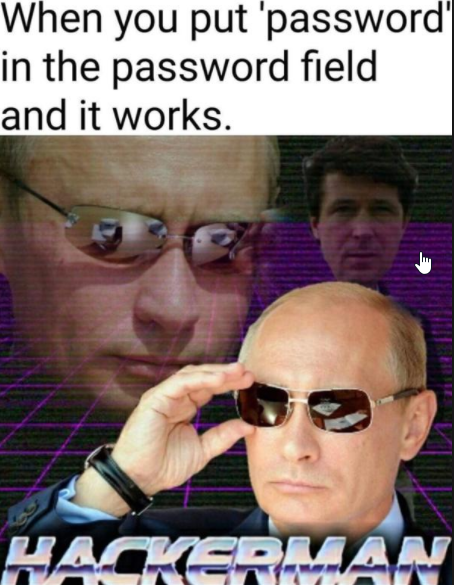 When you put 'password'
in the password field
and it works.
HACKERMAN